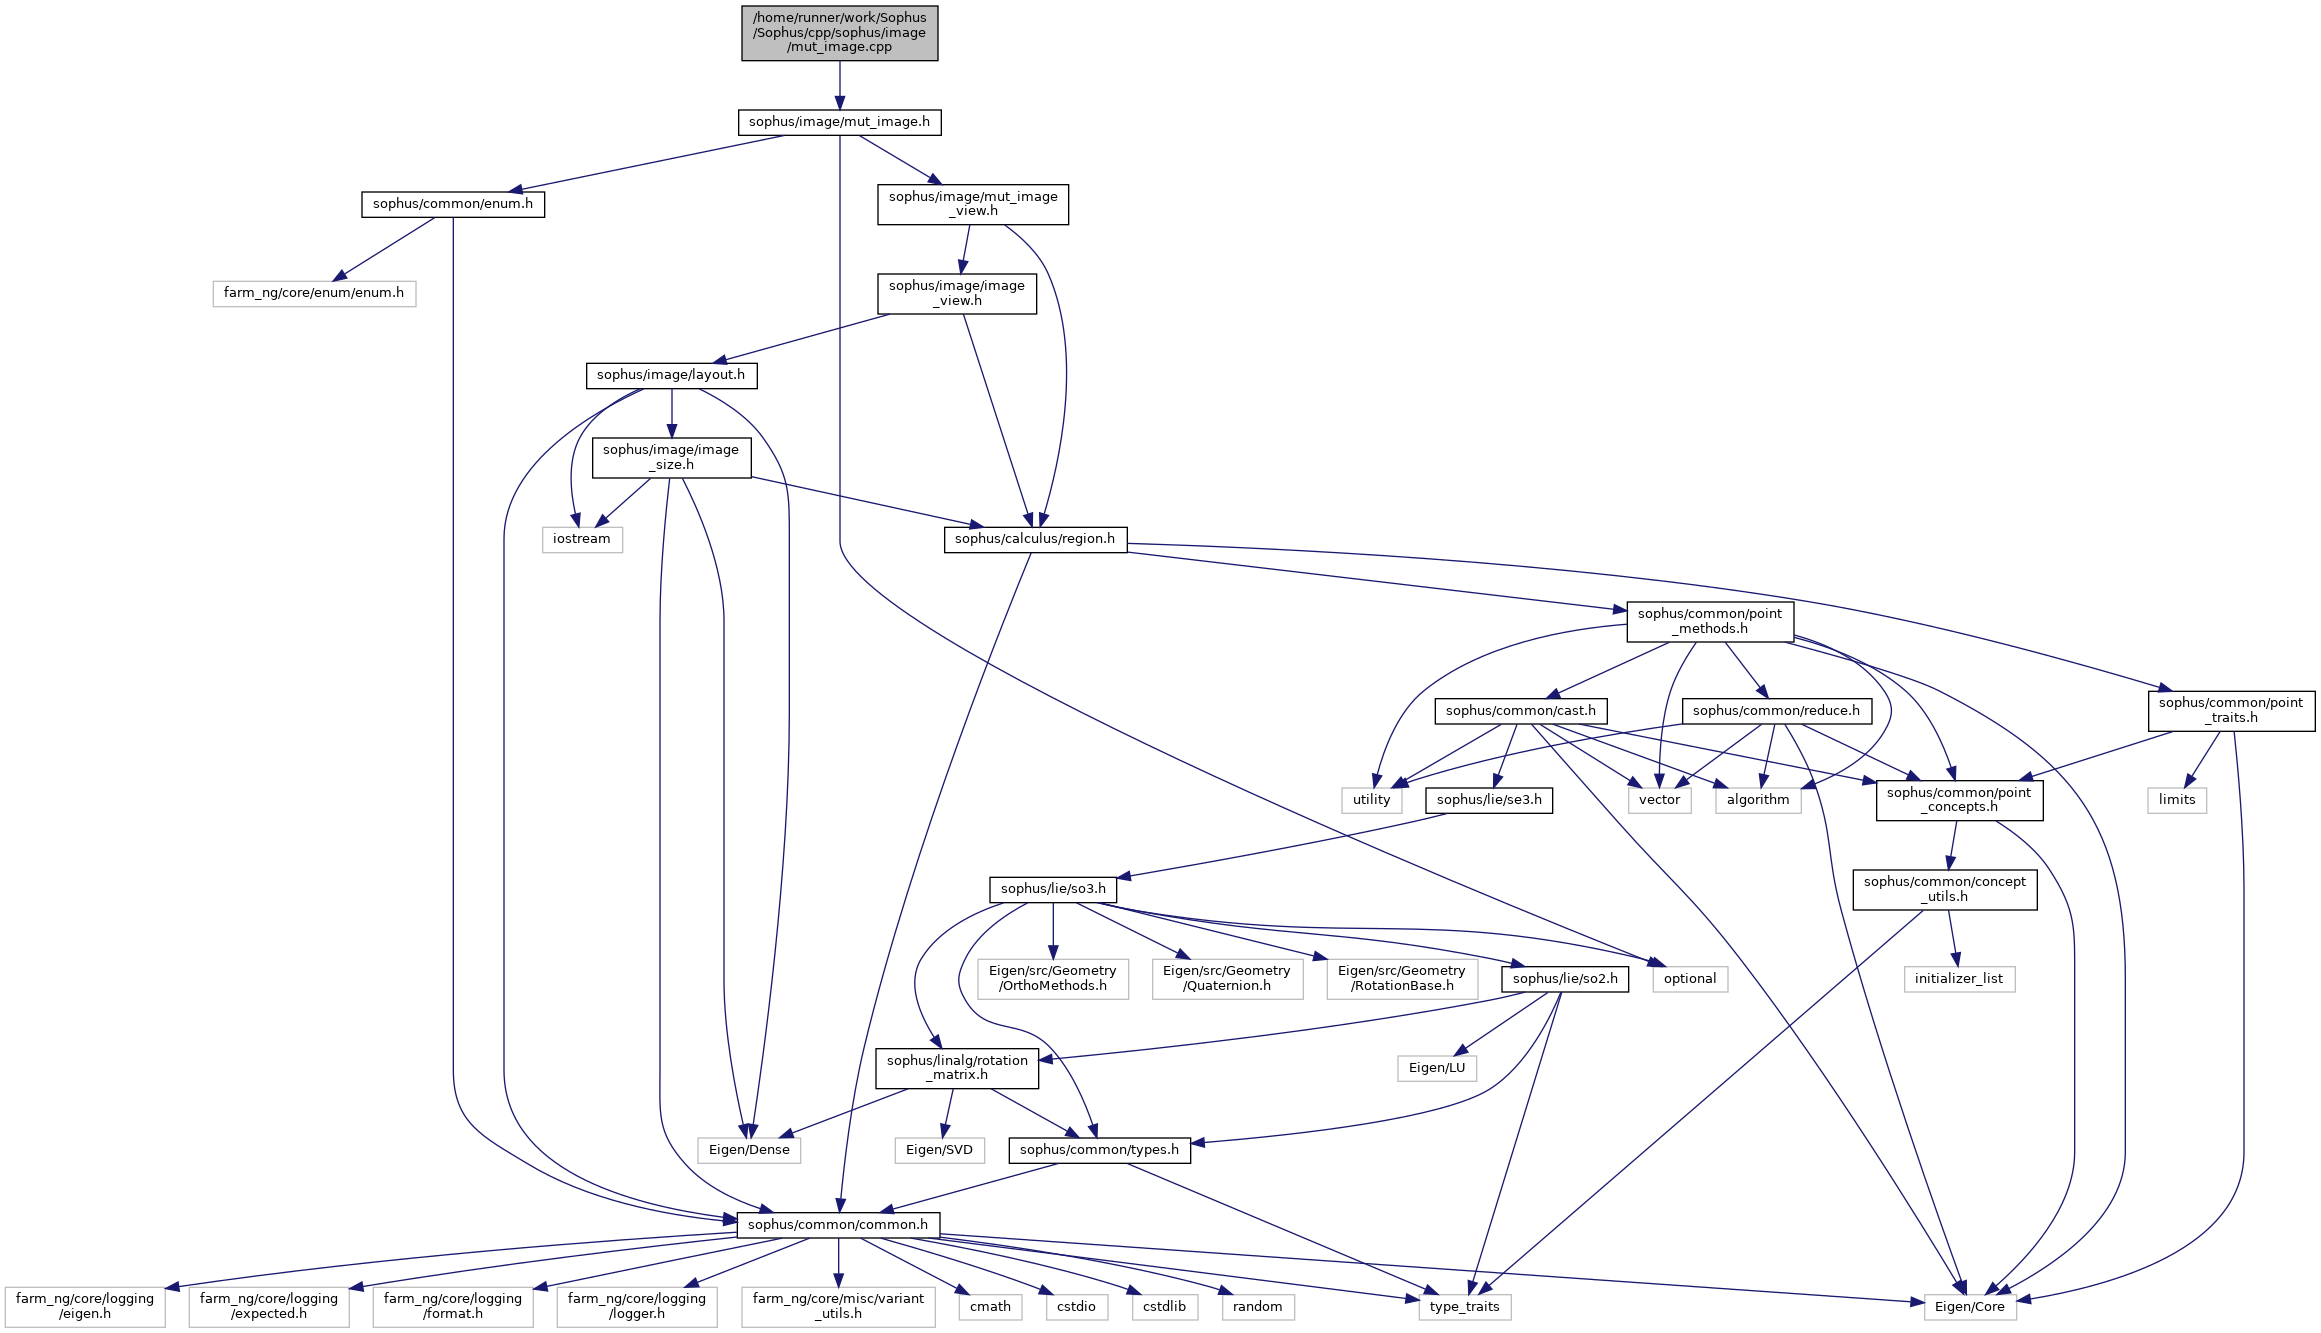 /home/runner/work/Sophus
/Sophus/cpp/sophus/image
/mut_image.cpp
sophus/image/mut_image.h
sophus/common/enum.h
sophus/image/mut_image
_view.h
farm_ng/core/enum/enum.h
sophus/image/image
_view.h
sophus/image/layout.h
sophus/image/image
_size.h
iostream
sophus/calculus/region.h
sophus/common/point
_methods.h
sophus/common/cast.h
sophus/common/reduce.h
sophus/common/point
_traits.h
utility
sophus/lie/se3.h
vector
algorithm
sophus/common/point
_concepts.h
limits
sophus/lie/so3.h
sophus/common/concept
_utils.h
Eigen/src/Geometry
/OrthoMethods.h
Eigen/src/Geometry
/Quaternion.h
Eigen/src/Geometry
/RotationBase.h
sophus/lie/so2.h
optional
initializer_list
sophus/linalg/rotation
_matrix.h
Eigen/LU
Eigen/Dense
Eigen/SVD
sophus/common/types.h
sophus/common/common.h
farm_ng/core/logging
/eigen.h
farm_ng/core/logging
/expected.h
farm_ng/core/logging
/format.h
farm_ng/core/logging
/logger.h
farm_ng/core/misc/variant
_utils.h
cmath
cstdio
cstdlib
random
type_traits
Eigen/Core